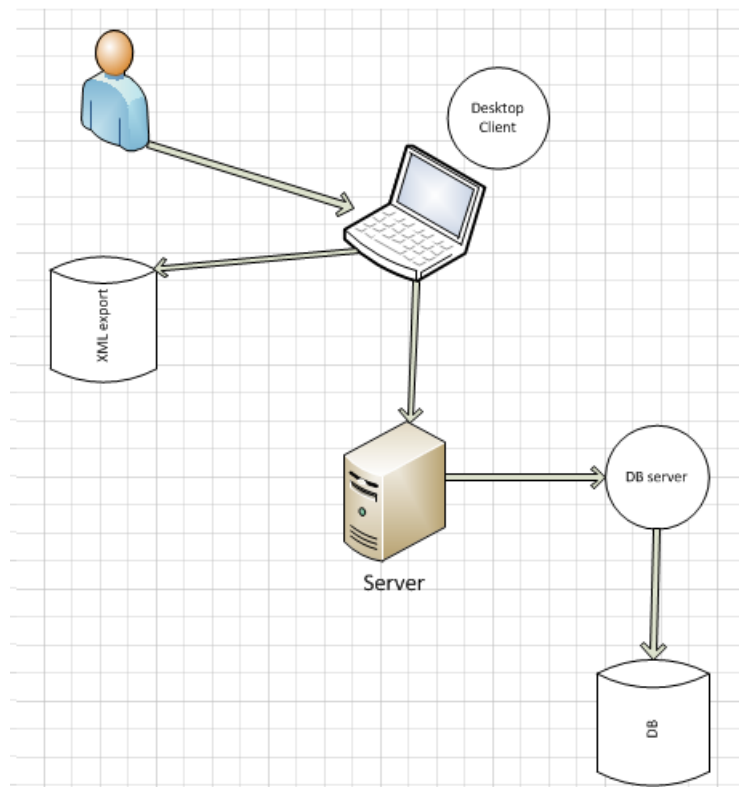 Desktop
Client
XML export
DB server
Server
DB